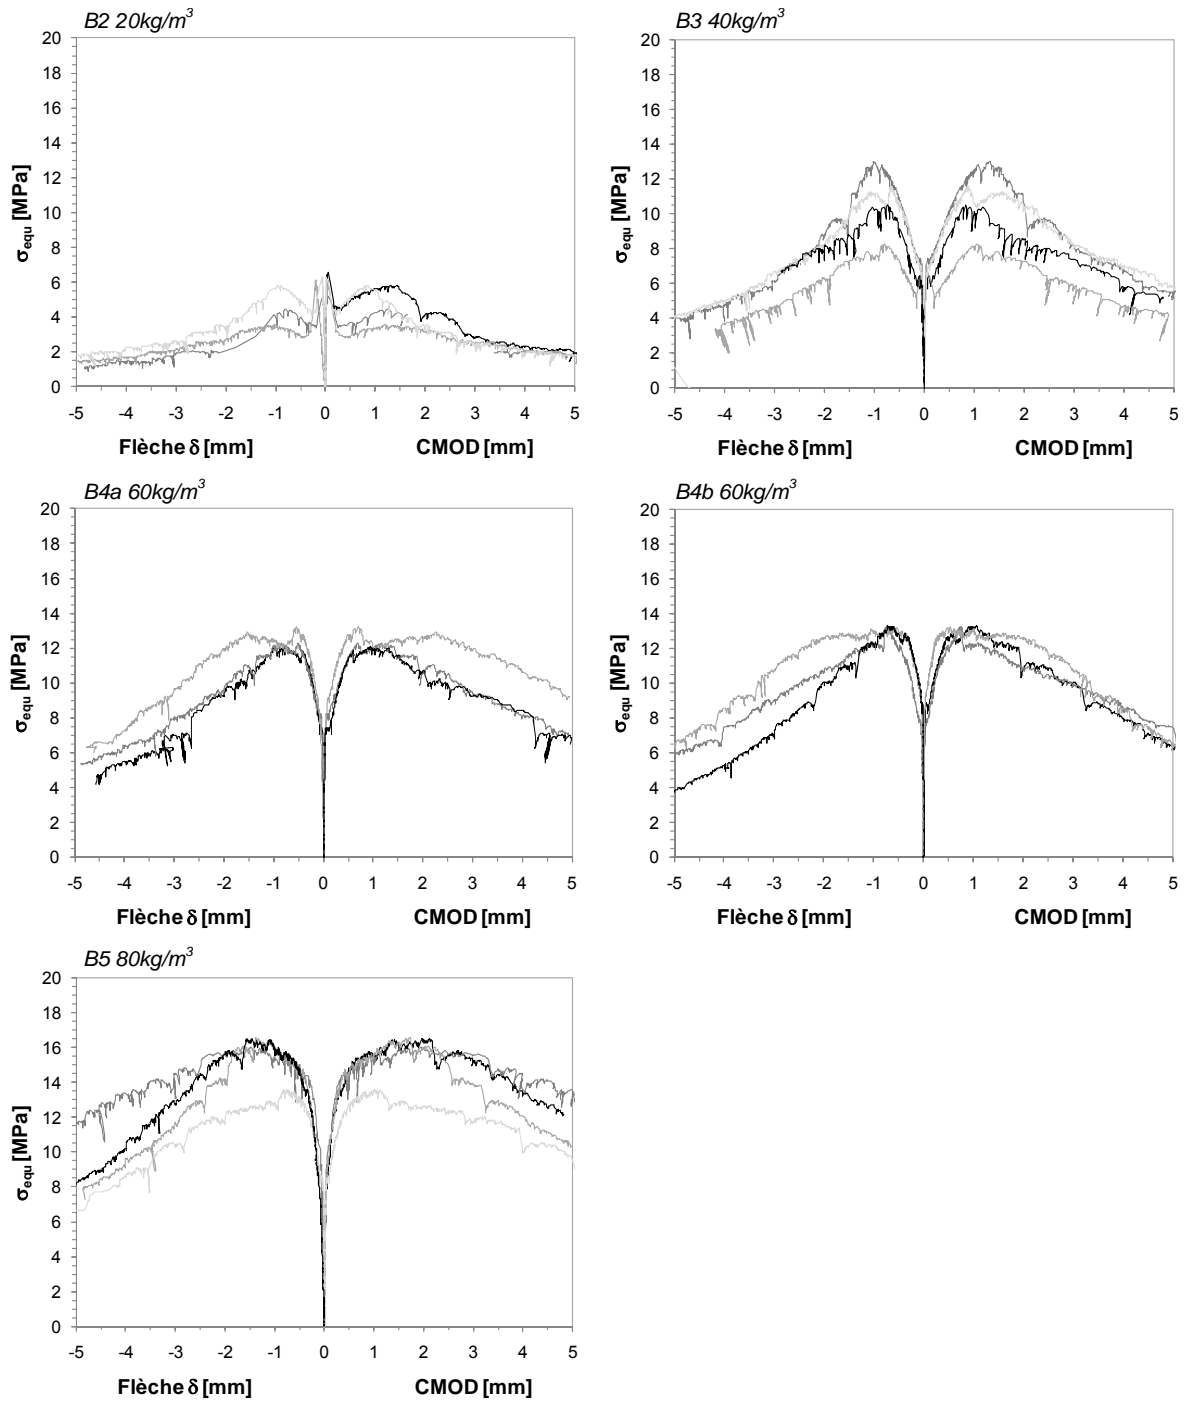 B2 20kg/m³
20
18
16
14
12
10
8
6
4
2
0
σequ [MPa]
-5 -4 -3 -2 -1 0 1 2 3 4 5
Flèche δ [mm] CMOD [mm]
B3 40kg/m³
20
18
16
14
12
10
8
6
4
2
0
σequ [MPa]
-5 -4 -3 -2 -1 0 1 2 3 4 5
Flèche δ [mm] CMOD [mm]
B4a 60kg/m³
20
18
16
14
12
10
8
6
4
2
0
σequ [MPa]
-5 -4 -3 -2 -1 0 1 2 3 4 5
Flèche δ [mm] CMOD [mm]
B4b 60kg/m³
20
18
16
14
12
10
8
6
4
2
0
σequ [MPa]
-5 -4 -3 -2 -1 0 1 2 3 4 5
Flèche δ [mm] CMOD [mm]
B5 80kg/m³
20
18
16
14
12
10
8
6
4
2
0
σequ [MPa]
-5 -4 -3 -2 -1 0 1 2 3 4 5
Flèche δ [mm] CMOD [mm]